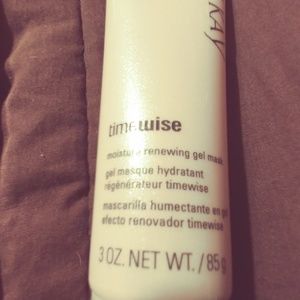 KAY
timewise
moisture renewing gel mask
gel masque hydratant
régénérateur timewise
mascarilla humectante en gel
efecto renovador timewise
3 OZ. NET WT. / 85 g